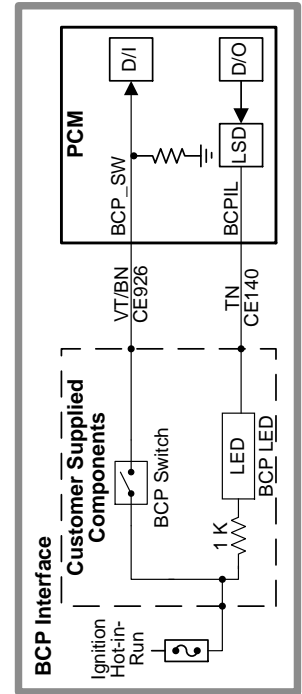 BCP Interface
Customer Supplied
Components
PCM
Ignition
Hot-in-
Run
BCP Switch
VT/BN
CE926
BCP_SW
D/I
1 K
LED
BCP LED
TN
CE140
BCPIL
LSD
D/O